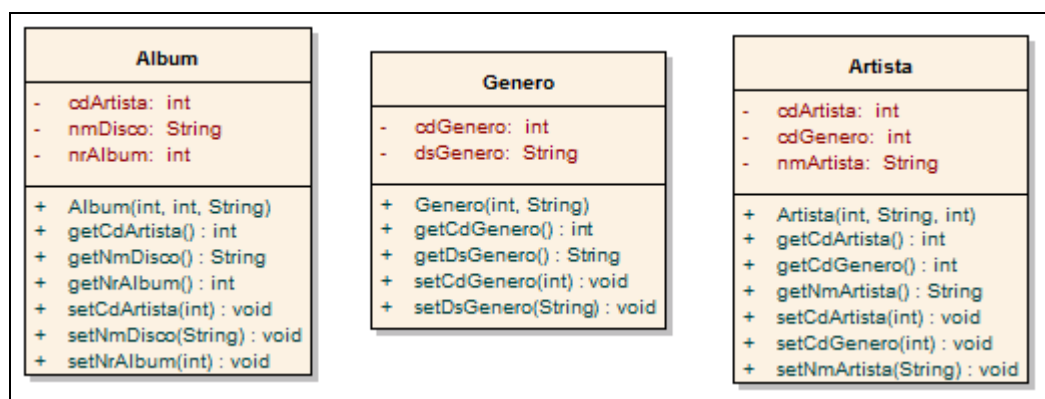 Album
- cdArtista: int
- nmDisco: String
- nrAlbum: int
+ Album(int, int, String)
+ getCdArtista() : int
+ getNmDisco() : String
+ getNrAlbum() : int
+ setCdArtista(int) : void
+ setNmDisco(String) : void
+ setNrAlbum(int) : void
Genero
- cdGenero: int
- dsGenero: String
+ Genero(int, String)
+ getCdGenero() : int
+ getDsGenero() : String
+ setCdGenero(int) : void
+ setDsGenero(String) : void
Artista
- cdArtista: int
- cdGenero: int
- nmArtista: String
+ Artista(int, String, int)
+ getCdArtista() : int
+ getCdGenero() : int
+ getNmArtista() : String
+ setCdArtista(int) : void
+ setCdGenero(int) : void
+ setNmArtista(String) : void